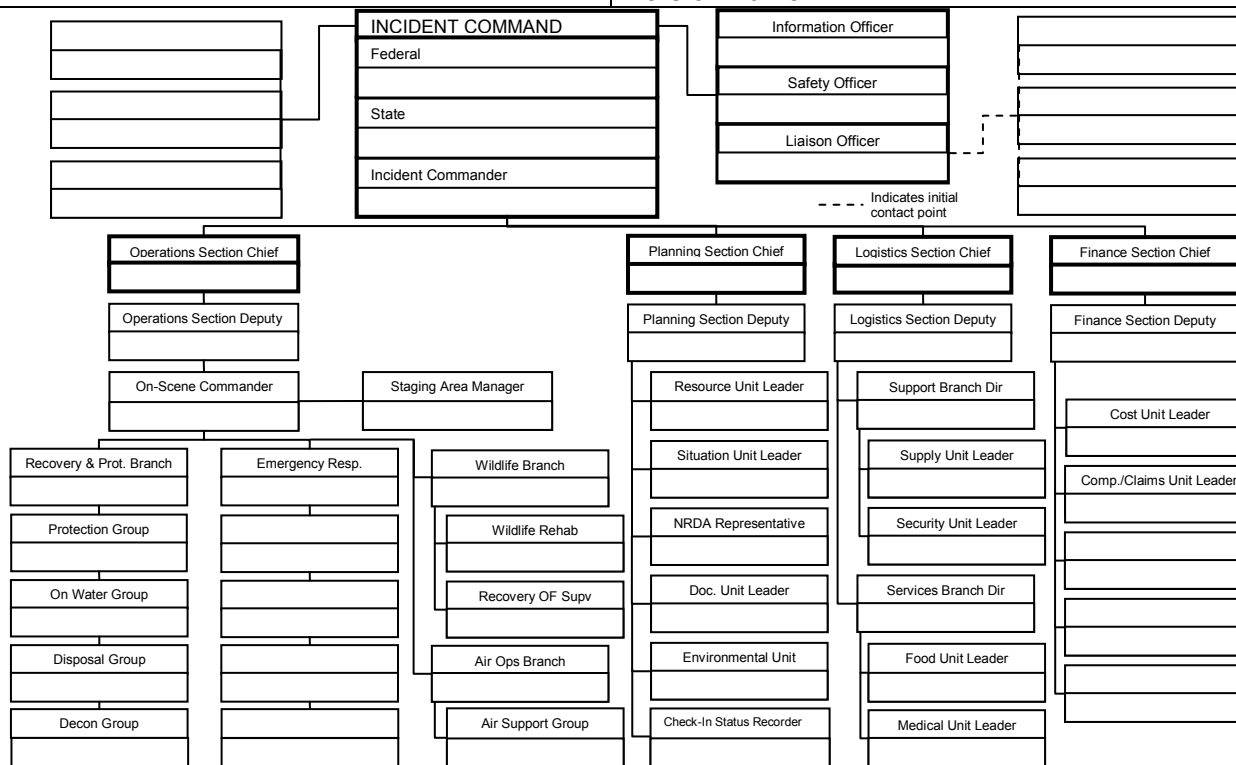 INCIDENT COMMAND
Information Officer
Federal
Safety Officer
State
Liaison Officer
Incident Commander
Indicates initial
contact point
Operations Section Chief
Planning Section Chief
Logistics Section Chief
Finance Section Chief
Operations Section Deputy
Planning Section Deputy
Logistics Section Deputy
Finance Section Deputy
On-Scene Commander
Staging Area Manager
Resource Unit Leader
Support Branch Dir
Cost Unit Leader
Recovery & Prot. Branch
Emergency Resp.
Wildlife Branch
Situation Unit Leader
Supply Unit Leader
Comp./Claims Unit Leader
Protection Group
Wildlife Rehab
NRDA Representative
Security Unit Leader
On Water Group
Recovery OF Supv
Doc. Unit Leader
Services Branch Dir
Disposal Group
Air Ops Branch
Environmental Unit
Food Unit Leader
Decon Group
Air Support Group
Check-In Status Recorder
Medical Unit Leader